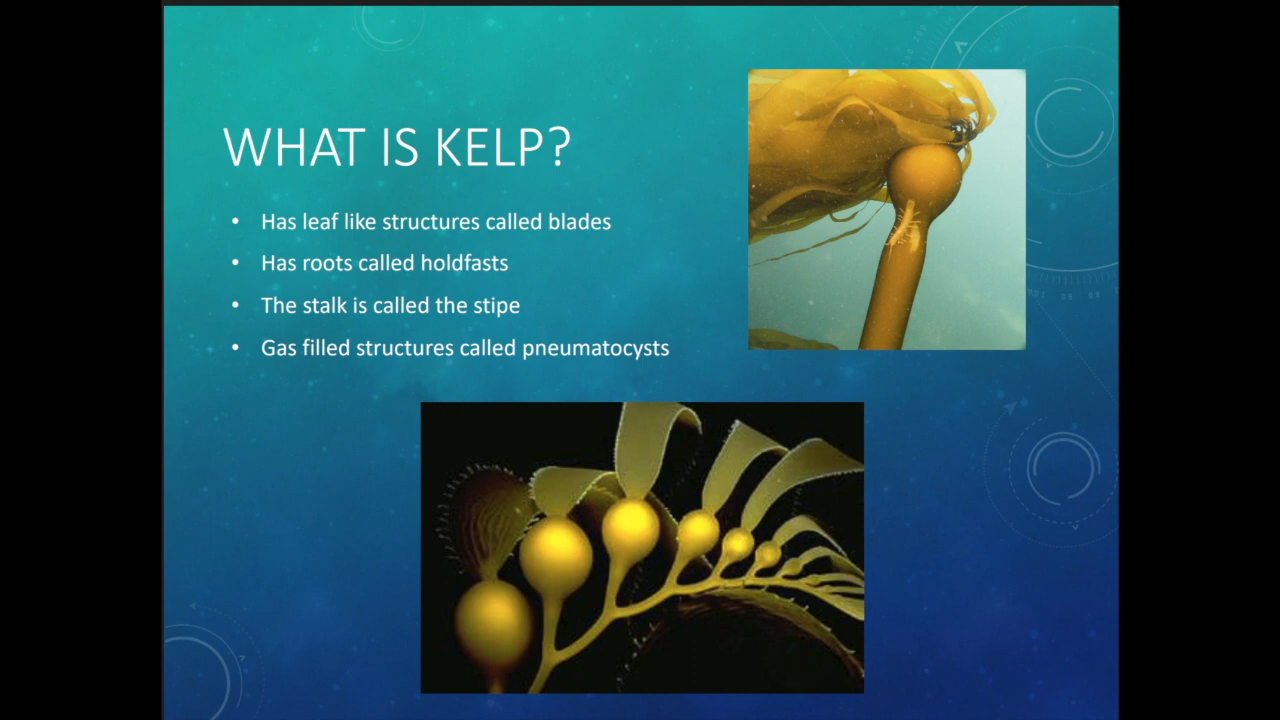 WHAT IS KELP?
• Has leaf like structures called blades
• Has roots called holdfasts
• The stalk is called the stipe
• Gas filled structures called pneumatocysts